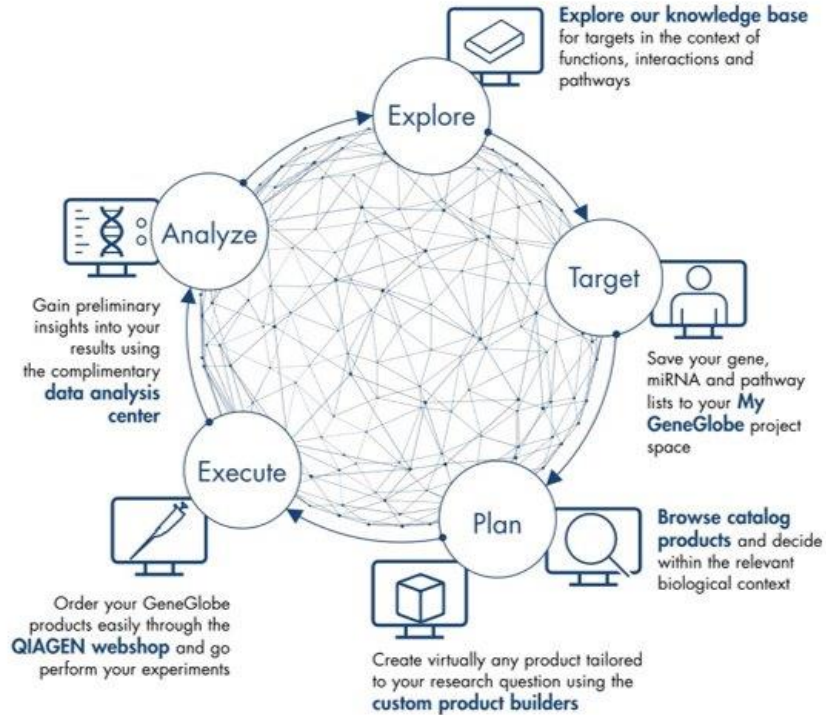 Explore our knowledge base
for targets in the context of
functions, interactions and
pathways
Explore
Analyze
Target
Gain preliminary
insights into your
results using
the complimentary
data analysis
center
Save your gene,
miRNA and pathway
lists to your My
GeneGlobe project
space
Execute
Plan
Browse catalog
products and decide
within the relevant
biological context
Order your GeneGlobe
products easily through the
QIAGEN webshop and go
perform your experiments
Create virtually any product tailored
to your research question using the
custom product builders